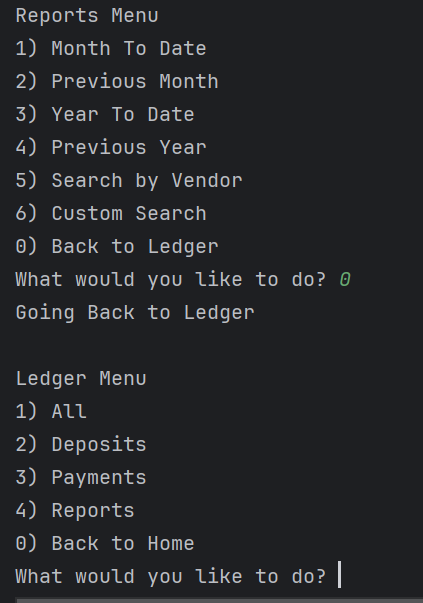 Reports Menu
1) Month To Date
2) Previous Month
3) Year To Date
4) Previous Year
5) Search by Vendor
6) Custom Search
0) Back to Ledger
What would you like to do? 0
Going Back to Ledger
Ledger Menu
1) All
2) Deposits
3) Payments
4) Reports
0) Back to Home
What would you like to do?